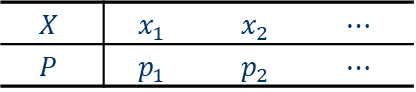 X x₁ x₂ ⋯
P p₁ p₂ ⋯